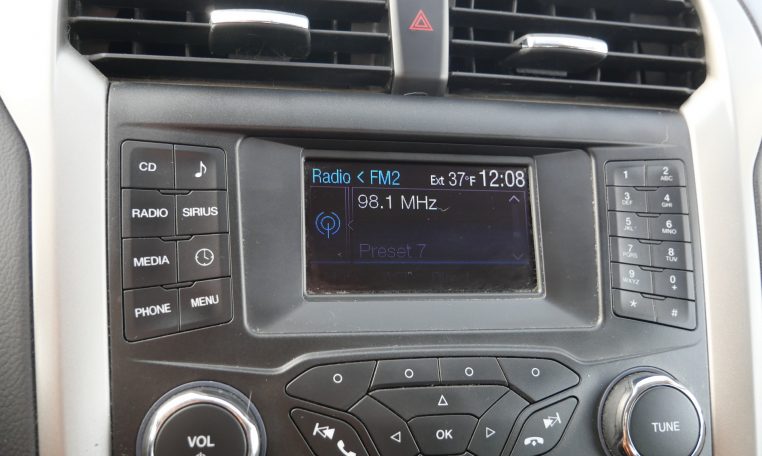 CD
RADIO SIRIUS
MEDIA
PHONE MENU
Radio < FM2 Ext 37°F 12:08
98.1 MHz
Preset 7
1 2 ABC
3 DEF 4 GHI
5 JKL 6 MNO
7 PQRS 8 TUV
9 WXYZ 0 +
* #
VOL
OK
TUNE